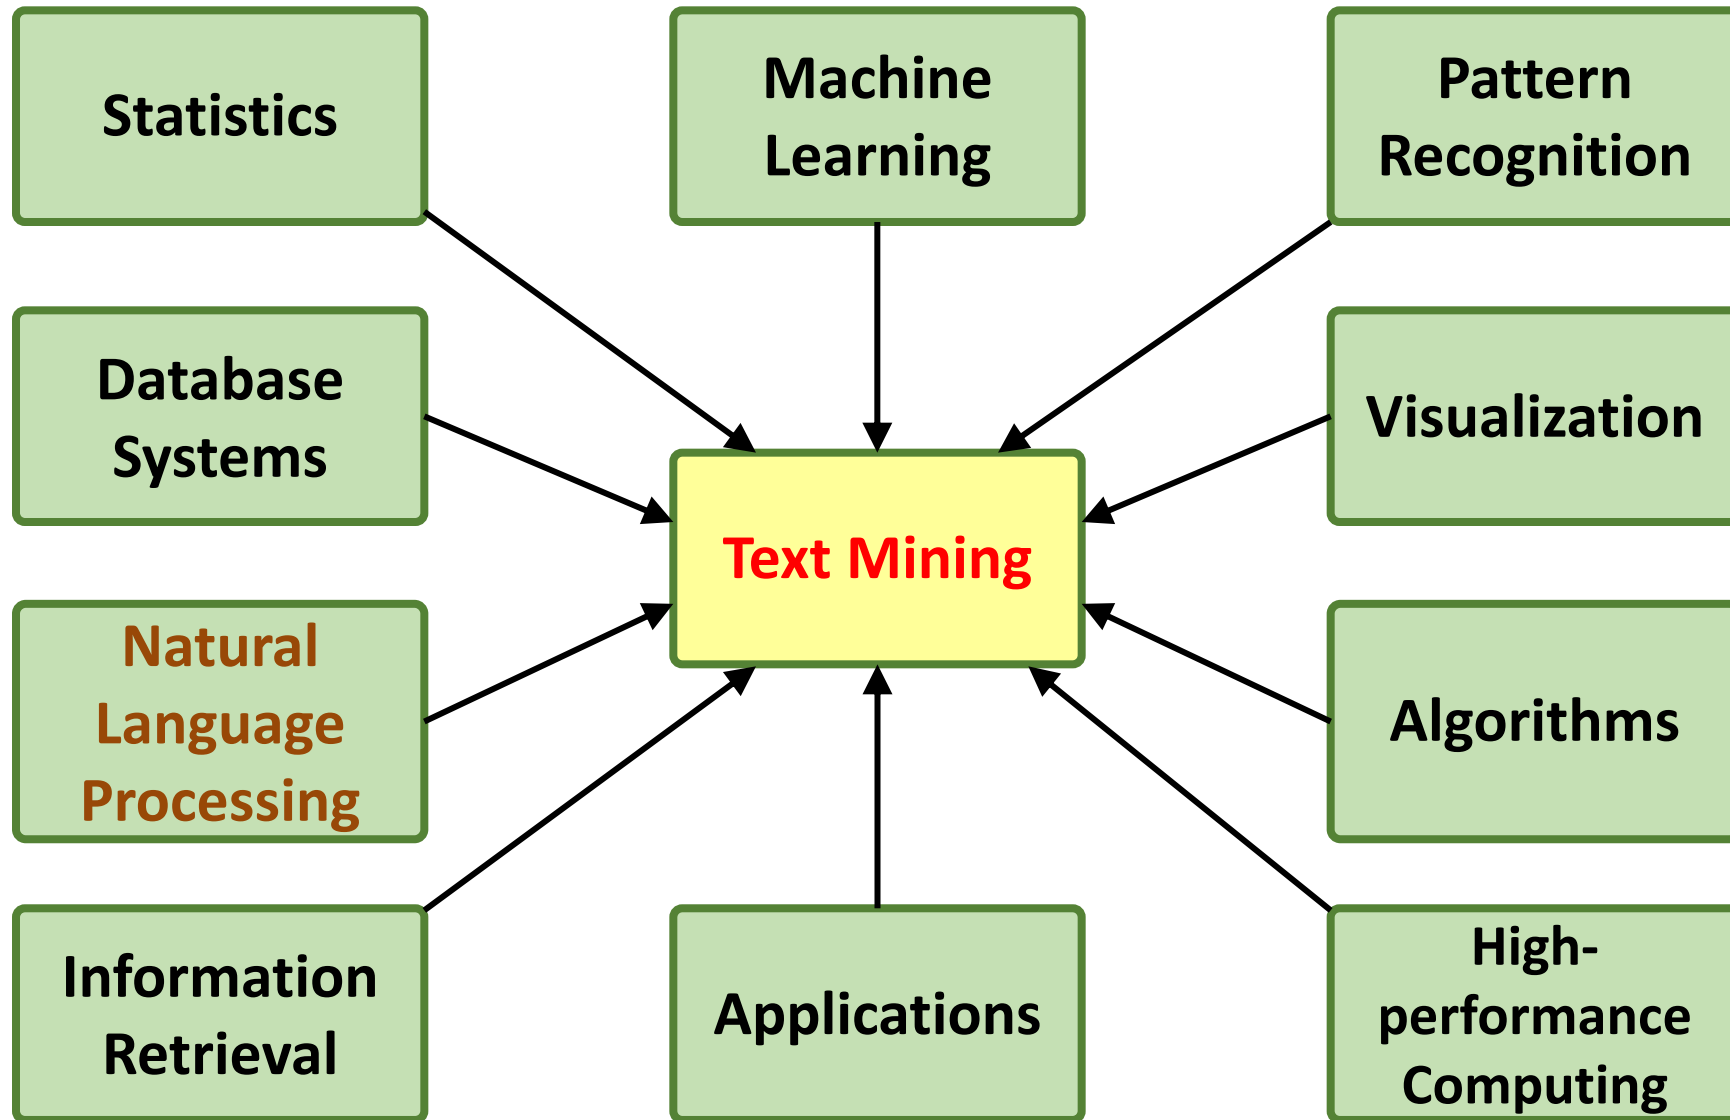 Statistics
Machine
Learning
Pattern
Recognition
Database
Systems
Visualization
Text Mining
Natural
Language
Processing
Algorithms
Information
Retrieval
Applications
High-
performance
Computing